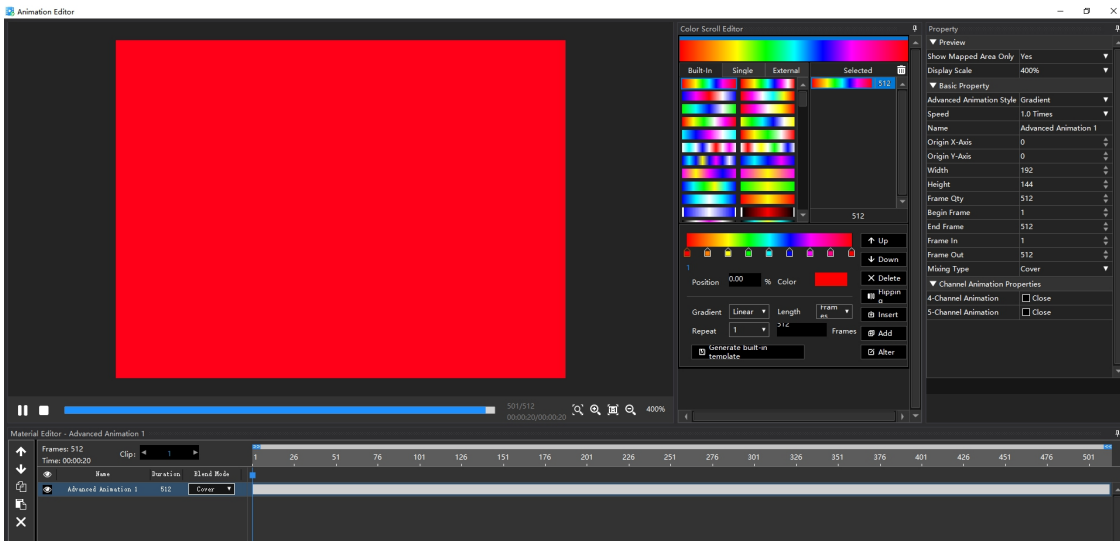 Animation Editor
Color Scroll Editor
Built-In Single External Selected
512
512
1
Up
Down
Position 0.00 % Color
Delete
Flippin
g
Gradient Linear Length Fram
es
Insert
Repeat 1 512 Frames
Add
Generate built-in
template
Alter
Property
Preview
Show Mapped Area Only Yes
Display Scale 400%
Basic Property
Advanced Animation Style Gradient
Speed 1.0 Times
Name Advanced Animation 1
Origin X-Axis 0
Origin Y-Axis 0
Width 192
Height 144
Frame Qty 512
Begin Frame 1
End Frame 512
Frame In 1
Frame Out 512
Mixing Type Cover
Channel Animation Properties
4-Channel Animation Close
5-Channel Animation Close
501/512
00:00:20/00:00:20
400%
Material Editor - Advanced Animation 1
Frames: 512
Time: 00:00:20
Clip: 1
1 26 51 76 101 126 151 176 201 226 251 276 301 326 351 376 401 426 451 476 501
Name Duration Blend Mode
Advanced Animation 1 512 Cover